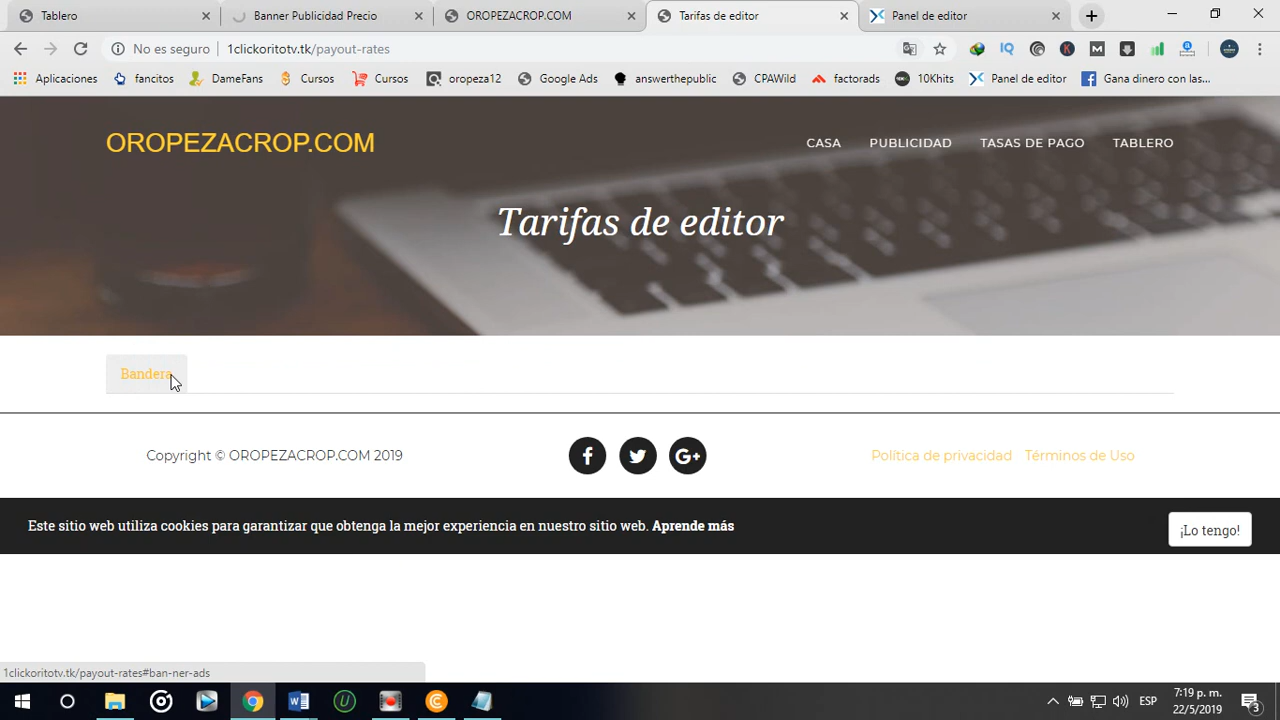 Tablero
Banner Publicidad Precio
OROPEZACROP.COM
Tarifas de editor
Panel de editor
No es seguro
1clickoritotv.tk/payout-rates
Aplicaciones
fancitos
DameFans
Cursos
Cursos
oropeza12
Google Ads
answerthepublic
CPAWild
factorads
10Khits
Panel de editor
Gana dinero con las...
OROPEZACROP.COM
CASA
PUBLICIDAD
TASAS DE PAGO
TABLERO
Tarifas de editor
Bandera
Copyright © OROPEZACROP.COM 2019
Política de privacidad
Términos de Uso
Este sitio web utiliza cookies para garantizar que obtenga la mejor experiencia en nuestro sitio web. Aprende más
¡Lo tengo!
1clickoritotv.tk/payout-rates#ban-ner-ads
ESP
7:19 p. m.
22/5/2019
3